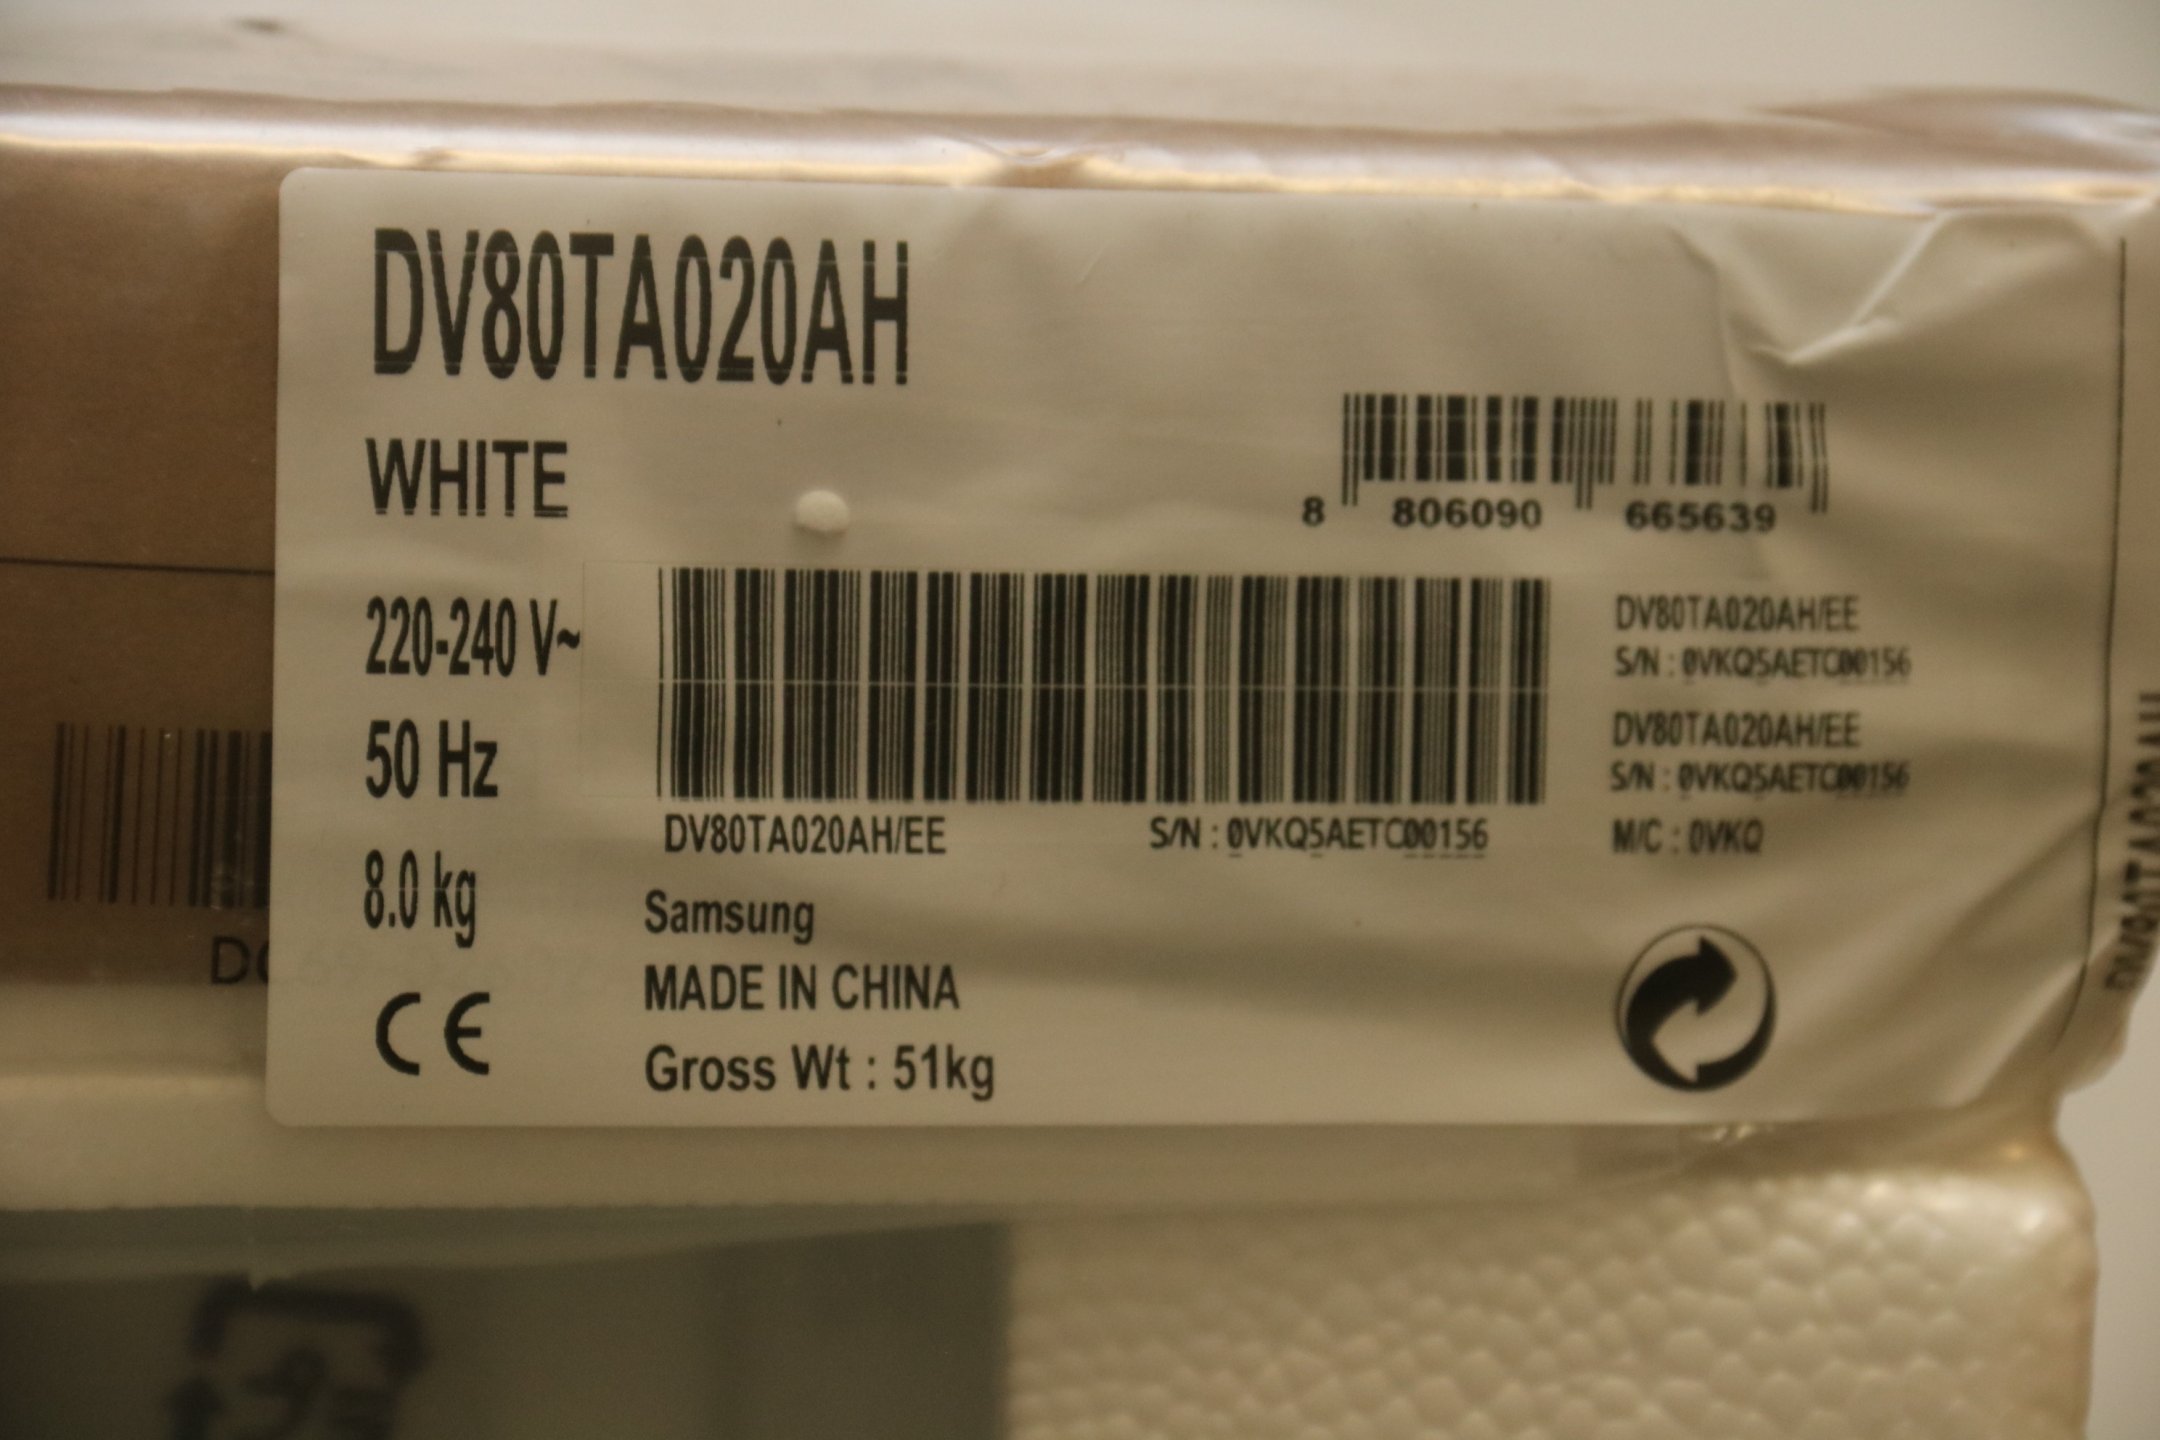 DV80TA020AH
WHITE
8 806090 665639
220-240 V~
50 Hz
8.0 kg
CE
DV80TA020AH/EE S/N : 0VKQ5AETC00156
Samsung
MADE IN CHINA
Gross Wt : 51kg
DV80TA020AH/EE
S/N : 0VKQ5AETC00156
DV80TA020AH/EE
S/N : 0VKQ5AETC00156
M/C : 0VKQ